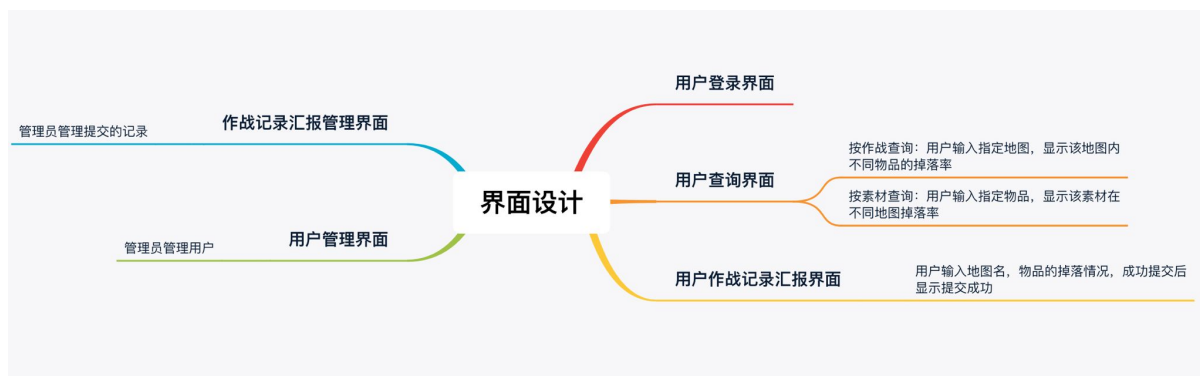 用户登录界面
作战记录汇报管理界面
管理员管理提交的记录
按作战查询：用户输入指定地图，显示该地图内
不同物品的掉落率
用户查询界面
按素材查询：用户输入指定物品，显示该素材在
不同地图掉落率
界面设计
用户管理界面
管理员管理用户
用户作战记录汇报界面
用户输入地图名，物品的掉落情况，成功提交后
显示提交成功